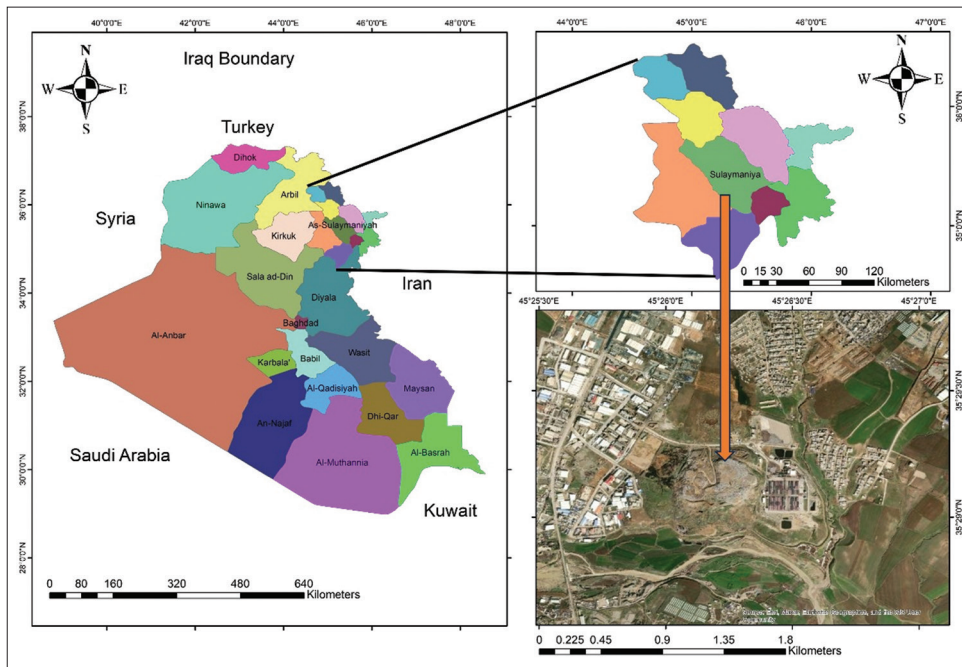 40°0'0"E 42°0'0"E 44°0'0"E 46°0'0"E 48°0'0"E
Iraq Boundary
N
W E
S
38°0'0"N
36°0'0"N
34°0'0"N
32°0'0"N
30°0'0"N
28°0'0"N
Turkey
Dihok
Arbil
Ninawa
Syria
As-Sulaymaniyah
Kirkuk
Iran
Sala ad-Din
Diyala
Baghdad
Al-Anbar
Babil
Wasit
Karbala'
Al-Qadisiyah
Maysan
Dhi-Qar
An-Najaf
Al-Basrah
Saudi Arabia
Al-Muthannia
Kuwait
0 80 160 320 480 640
Kilometers
44°0'0"E 45°0'0"E 46°0'0"E 47°0'0"E
N
W E
S
36°0'0"N
35°0'0"N
Sulaymaniya
0 15 30 60 90 120
Kilometers
45°25'30"E 45°26'0"E 45°26'30"E 45°27'0"E
35°29'30"N
35°29'0"N
0 0.225 0.45 0.9 1.35 1.8
Kilometers